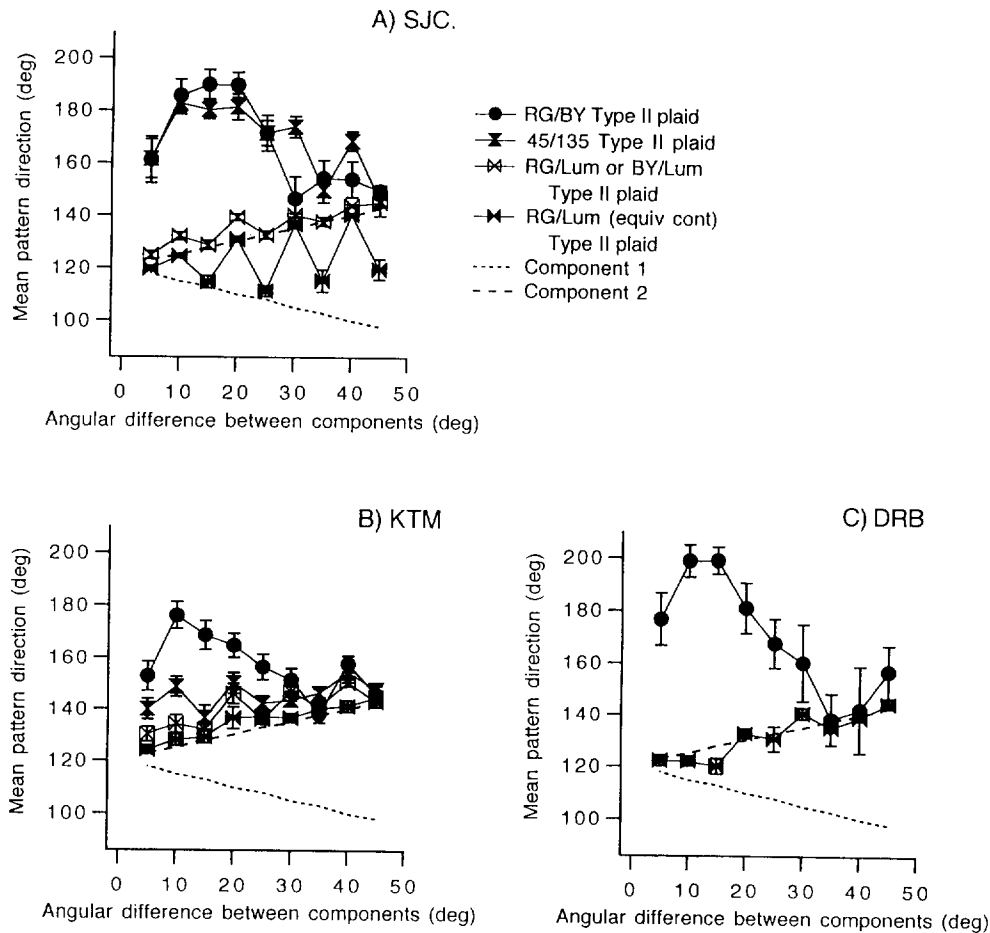 A) SJC.
Mean pattern direction (deg)
200
180
160
140
120
100
0 10 20 30 40 50
Angular difference between components (deg)
RG/BY Type II plaid
45/135 Type II plaid
RG/Lum or BY/Lum
Type II plaid
RG/Lum (equiv cont)
Type II plaid
Component 1
Component 2
B) KTM
Mean pattern direction (deg)
200
180
160
140
120
100
0 10 20 30 40 50
Angular difference between components (deg)
C) DRB
Mean pattern direction (deg)
200
180
160
140
120
100
0 10 20 30 40 50
Angular difference between components (deg)